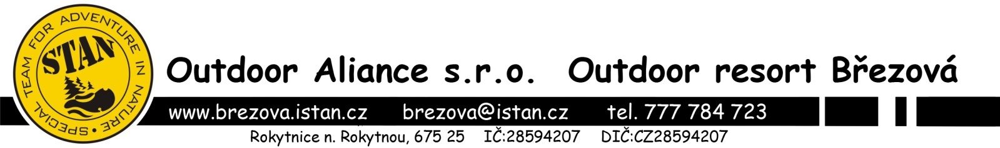 SPECIAL TEAM FOR ADVENTURE IN NATURE •
STAN
Outdoor Aliance s.r.o. Outdoor resort Březová
www.brezova.istan.cz brezova@istan.cz tel. 777 784 723
Rokytnice n. Rokytnou, 675 25 IČ:28594207 DIČ:CZ28594207